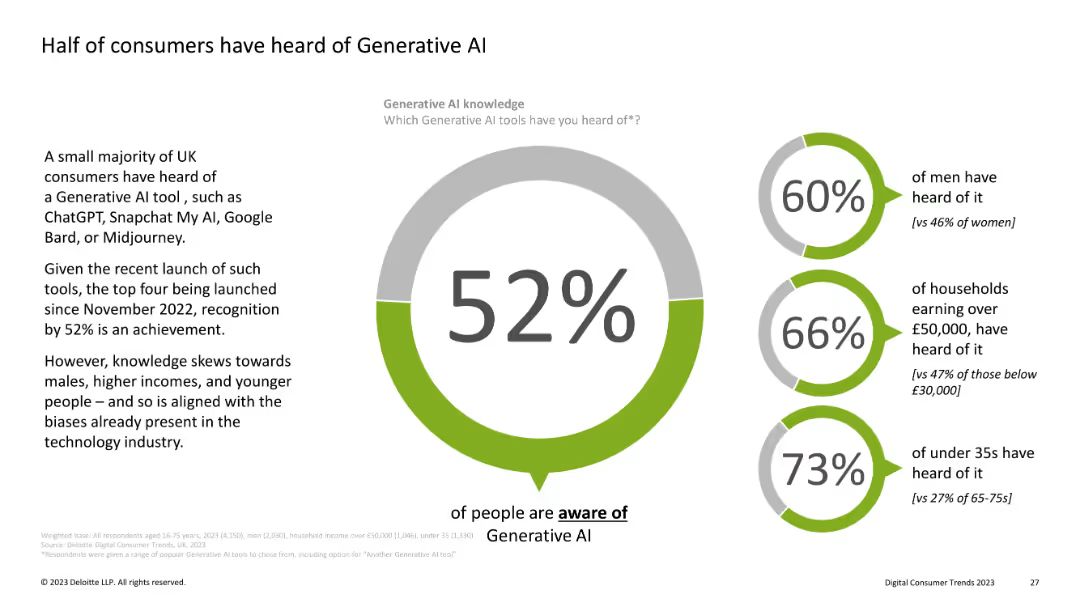 Half of consumers have heard of Generative AI
Generative AI knowledge
Which Generative AI tools have you heard of*?
A small majority of UK
consumers have heard of
a Generative AI tool , such as
ChatGPT, Snapchat My AI, Google
Bard, or Midjourney.
Given the recent launch of such
tools, the top four being launched
since November 2022, recognition
by 52% is an achievement.
However, knowledge skews towards
males, higher incomes, and younger
people – and so is aligned with the
biases already present in the
technology industry.
52%
of people are aware of
Generative AI
60%
of men have
heard of it
[vs 46% of women]
66%
of households
earning over
£50,000, have
heard of it
[vs 47% of those below
£30,000]
73%
of under 35s have
heard of it
[vs 27% of 65-75s]
Weighted base: All respondents aged 16-75 years, 2023 (4,150), men (2,030), household income over £50,000 (1,046), under 35 (1,330)
Source: Deloitte Digital Consumer Trends, UK, 2023
*Respondents were given a range of popular Generative AI tools to chose from, including option for "Another Generative AI tool"
© 2023 Deloitte LLP. All rights reserved.
Digital Consumer Trends 2023
27